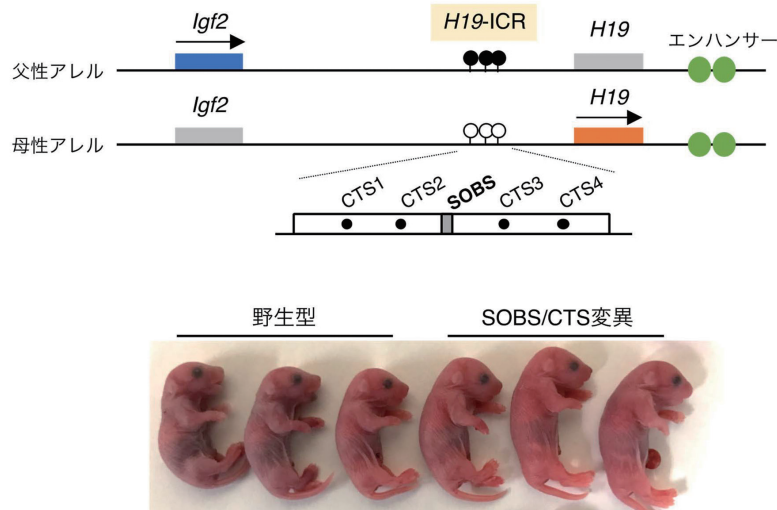 Igf2
H19-ICR
H19
エンハンサー
父性アレル
Igf2
H19
母性アレル
CTS1
CTS2
SOBS
CTS3
CTS4
野生型
SOBS/CTS変異